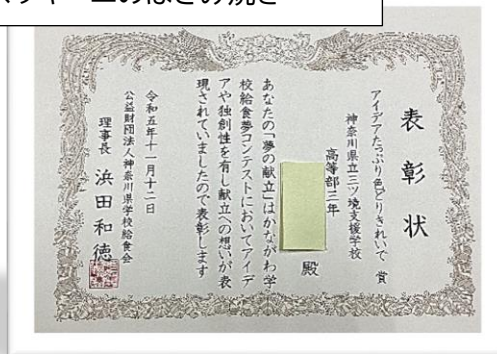 表彰状
アイデアたっぷり色どりきれいで賞
神奈川県立三ツ境支援学校
高等部三年
殿
あなたの「夢の献立」はかながわ学
校給食夢コンテストにおいてアイデ
アや独創性を有し献立への想いが表
現されていましたので表彰します
令和五年十一月十二日
公益財団法人神奈川県学校給食会
理事長 浜田和徳